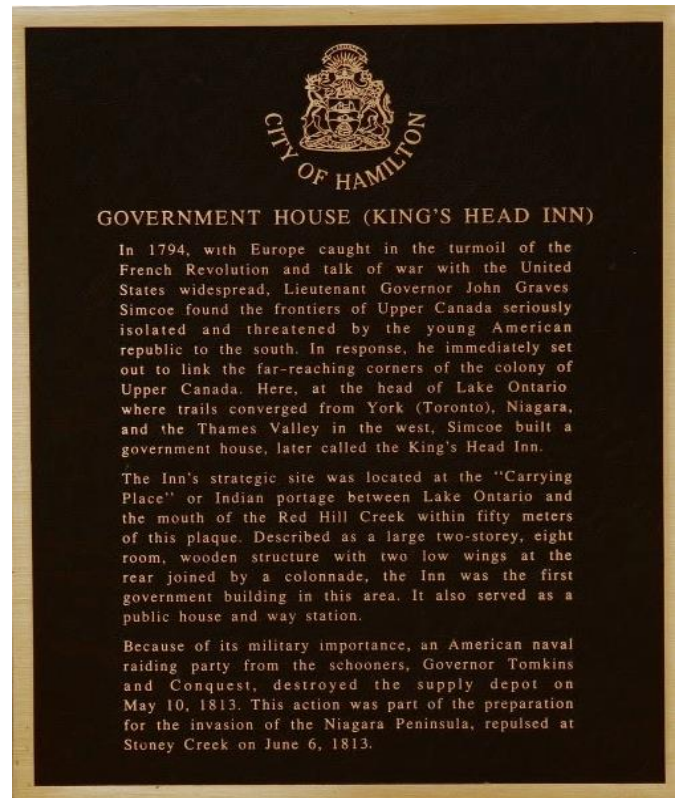 CITY OF HAMILTON
GOVERNMENT HOUSE (KING'S HEAD INN)
In 1794, with Europe caught in the turmoil of the
French Revolution and talk of war with the United
States widespread, Lieutenant Governor John Graves
Simcoe found the frontiers of Upper Canada seriously
isolated and threatened by the young American
republic to the south. In response, he immediately set
out to link the far-reaching corners of the colony of
Upper Canada. Here, at the head of Lake Ontario
where trails converged from York (Toronto), Niagara,
and the Thames Valley in the west, Simcoe built a
government house, later called the King's Head Inn.
The Inn's strategic site was located at the "Carrying
Place" or Indian portage between Lake Ontario and
the mouth of the Red Hill Creek within fifty meters
of this plaque. Described as a large two-storey, eight
room, wooden structure with two low wings at the
rear joined by a colonnade, the Inn was the first
government building in this area. It also served as a
public house and way station.
Because of its military importance, an American naval
raiding party from the schooners, Governor Tomkins
and Conquest, destroyed the supply depot on
May 10, 1813. This action was part of the preparation
for the invasion of the Niagara Peninsula, repulsed at
Stoney Creek on June 6, 1813.